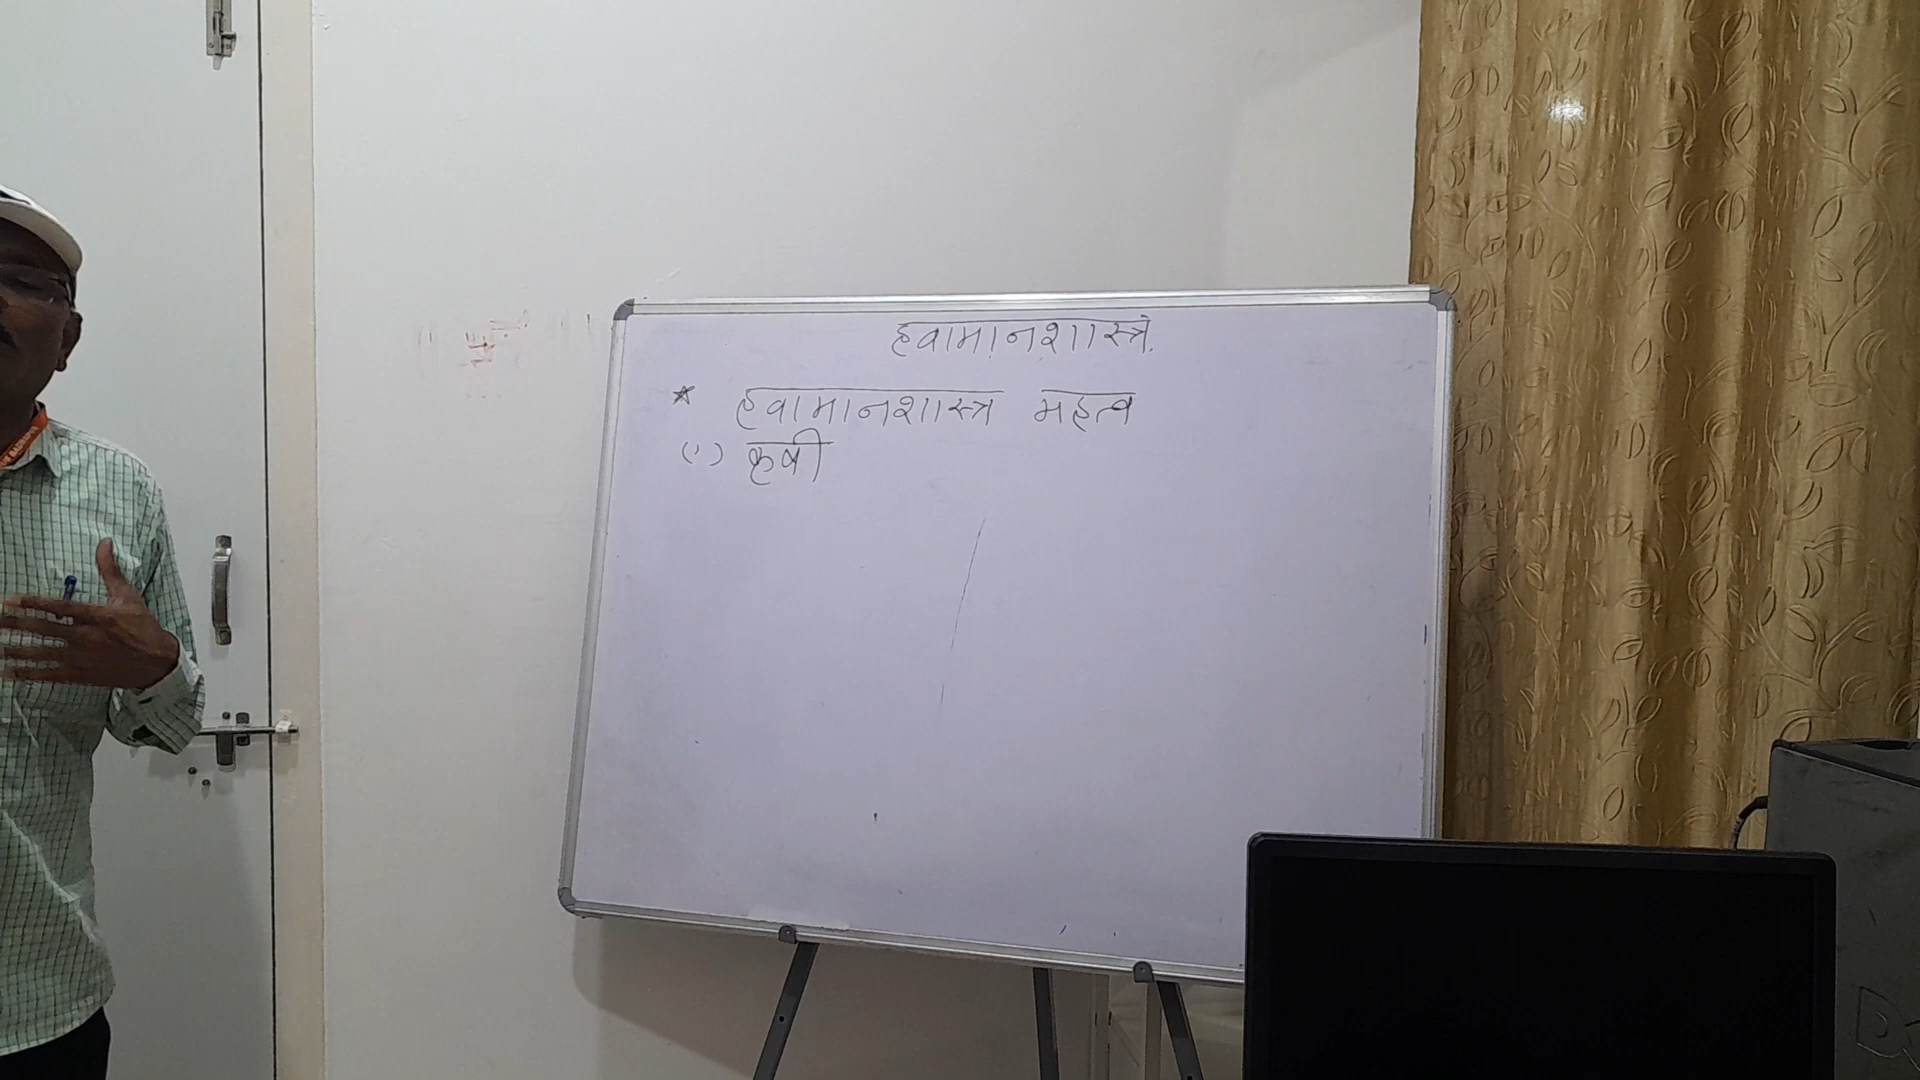 हवामानशास्त्र.
* हवामानशास्त्र महत्व
(१) कृषी